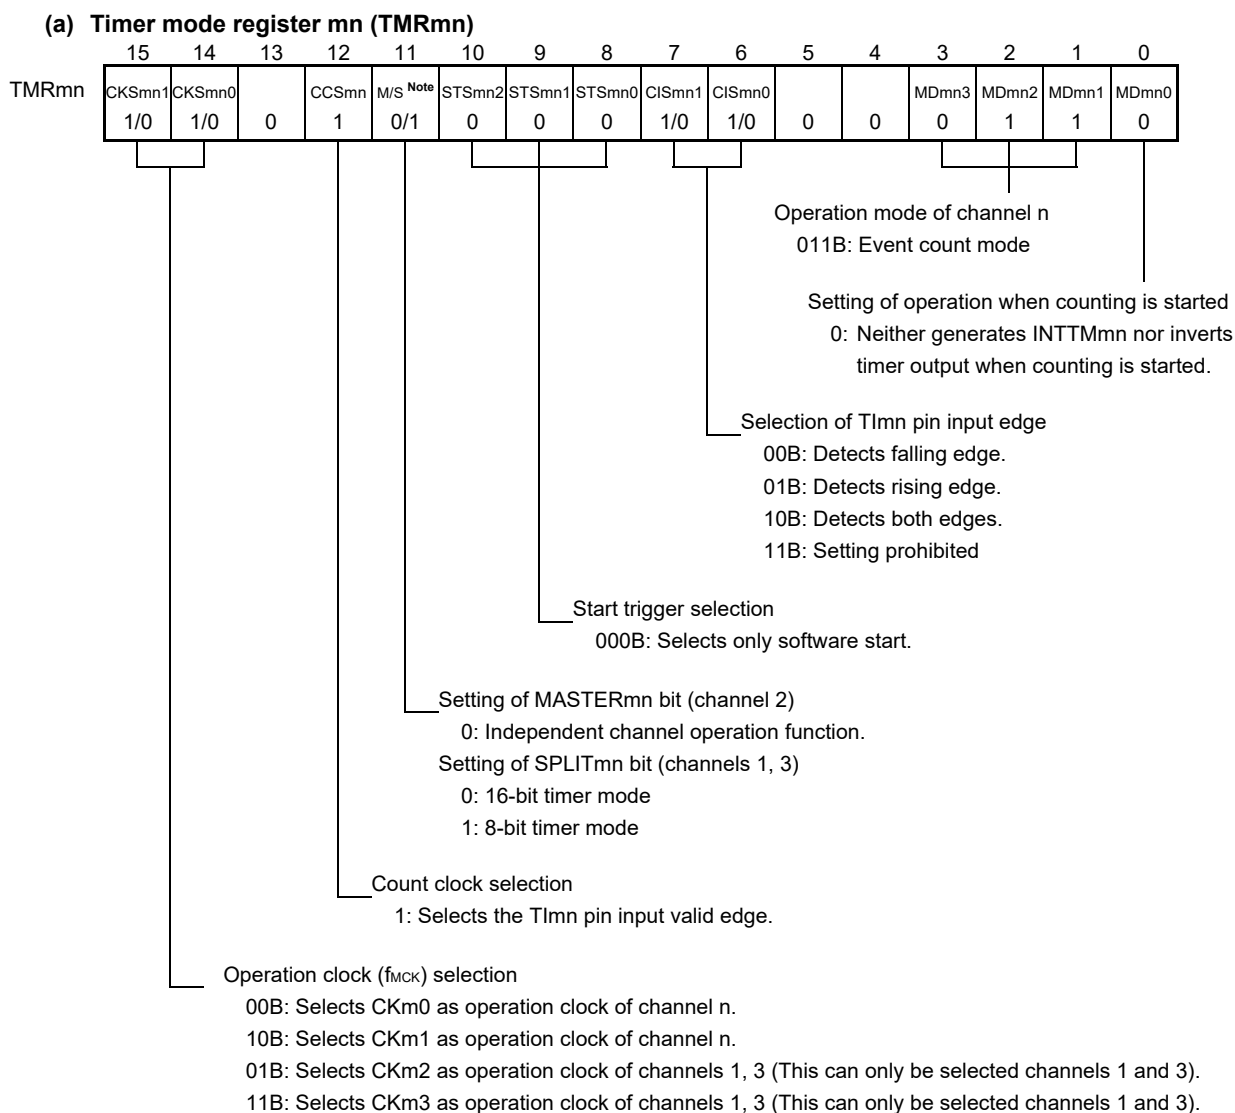 (a) Timer mode register mn (TMRmn)
15 14 13 12 11 10 9 8 7 6 5 4 3 2 1 0
TMRmn CKSmn1 CKSmn0 CCSmn M/S Note STSmn2 STSmn1 STSmn0 CISmn1 CISmn0 MDmn3 MDmn2 MDmn1 MDmn0
1/0 1/0 0 1 0/1 0 0 0 1/0 1/0 0 0 0 1 1 0
Operation mode of channel n
011B: Event count mode
Setting of operation when counting is started
0: Neither generates INTTMmn nor inverts
timer output when counting is started.
Selection of TImn pin input edge
00B: Detects falling edge.
01B: Detects rising edge.
10B: Detects both edges.
11B: Setting prohibited
Start trigger selection
000B: Selects only software start.
Setting of MASTERmn bit (channel 2)
0: Independent channel operation function.
Setting of SPLITmn bit (channels 1, 3)
0: 16-bit timer mode
1: 8-bit timer mode
Count clock selection
1: Selects the TImn pin input valid edge.
Operation clock (fMCK) selection
00B: Selects CKm0 as operation clock of channel n.
10B: Selects CKm1 as operation clock of channel n.
01B: Selects CKm2 as operation clock of channels 1, 3 (This can only be selected channels 1 and 3).
11B: Selects CKm3 as operation clock of channels 1, 3 (This can only be selected channels 1 and 3).